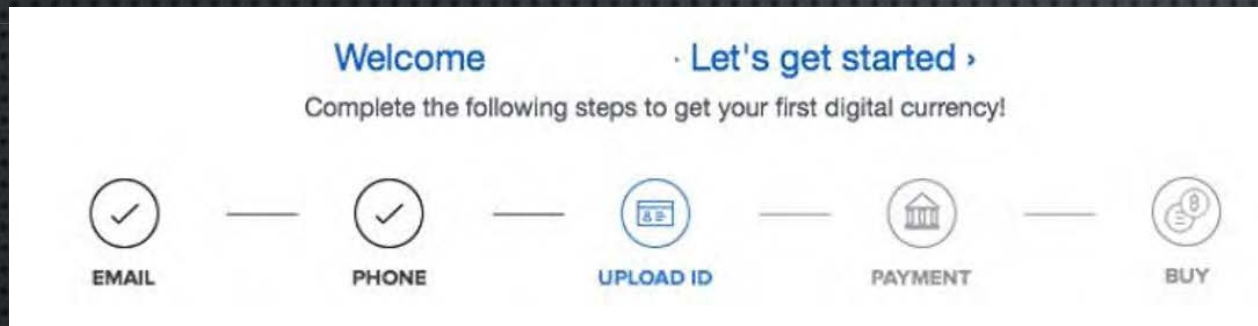 Welcome · Let's get started ›
Complete the following steps to get your first digital currency!
EMAIL PHONE UPLOAD ID PAYMENT BUY